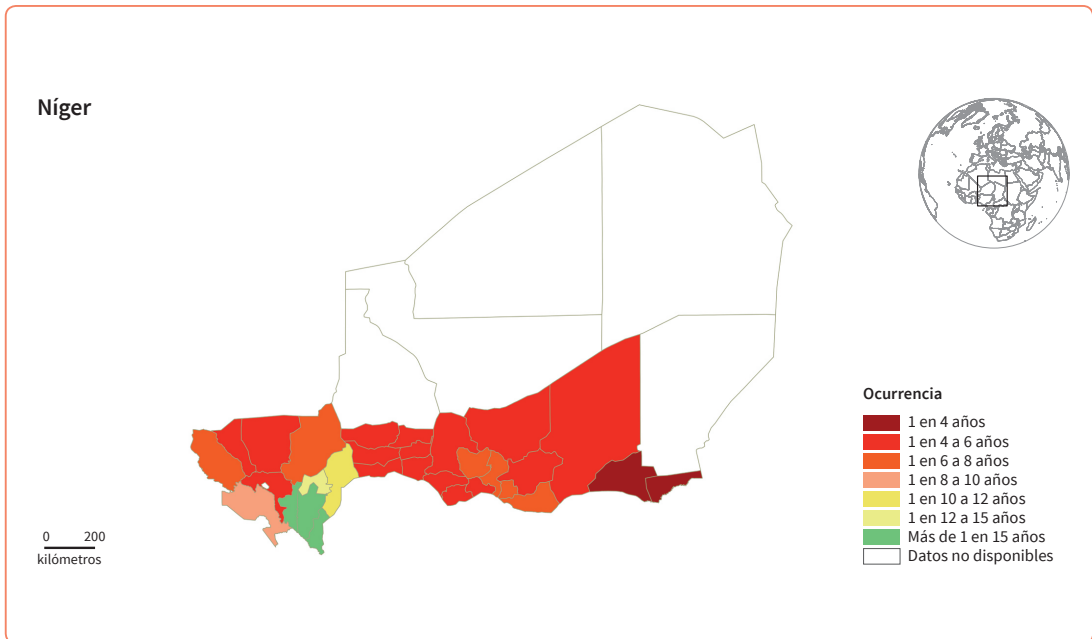 Níger
Ocurrencia
1 en 4 años
1 en 4 a 6 años
1 en 6 a 8 años
1 en 8 a 10 años
1 en 10 a 12 años
1 en 12 a 15 años
Más de 1 en 15 años
Datos no disponibles
0 200
kilómetros